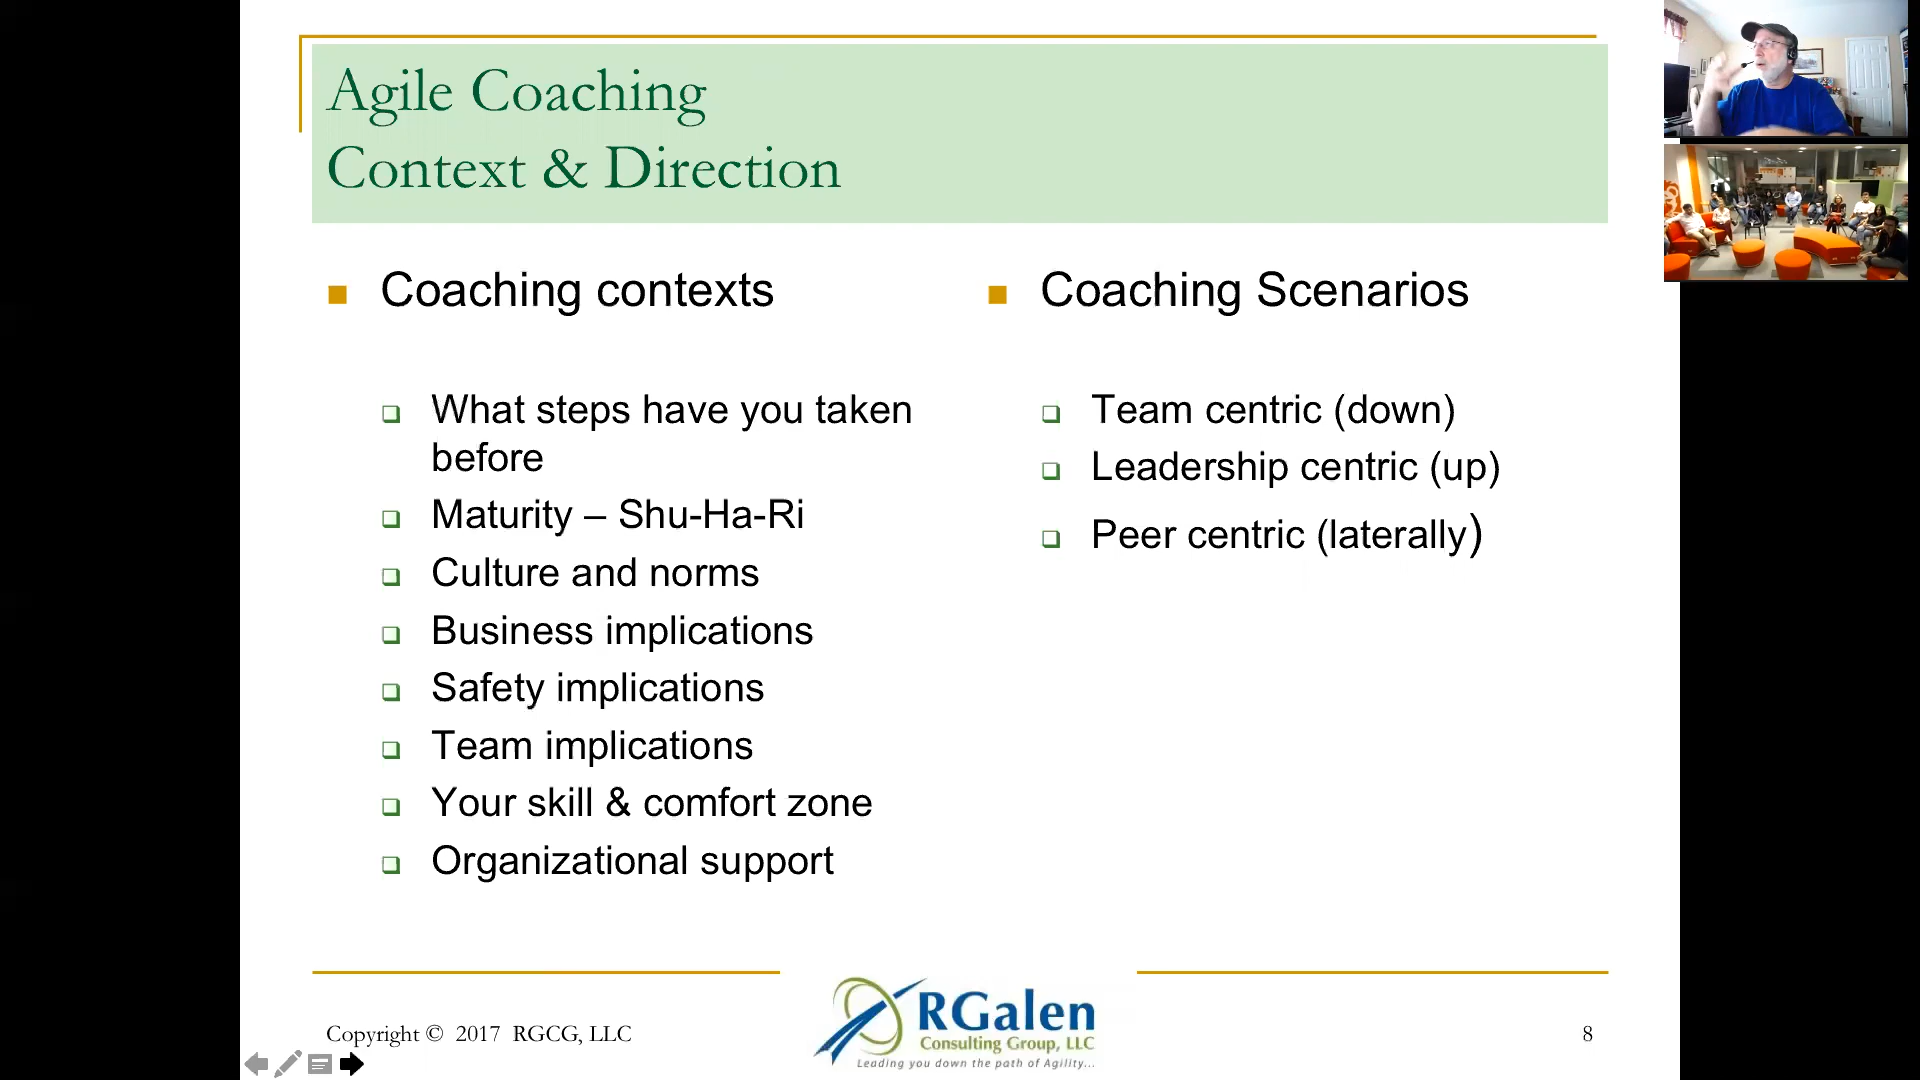 Agile Coaching
Context & Direction
Coaching contexts
What steps have you taken
before
Maturity – Shu-Ha-Ri
Culture and norms
Business implications
Safety implications
Team implications
Your skill & comfort zone
Organizational support
Coaching Scenarios
Team centric (down)
Leadership centric (up)
Peer centric (laterally)
Copyright © 2017 RGCG, LLC
RGalen
Consulting Group, LLC
Leading you down the path of Agility...
8